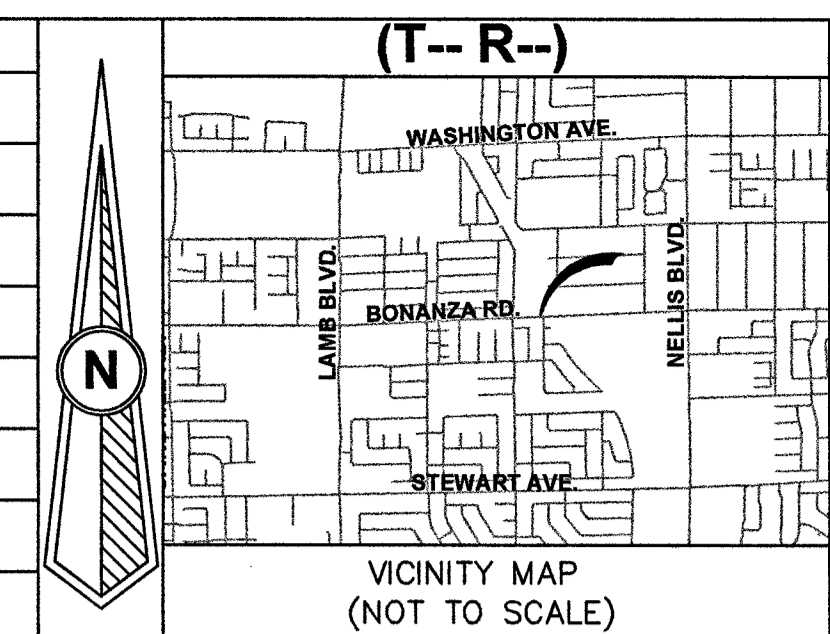 (T-- R--)
WASHINGTON AVE.
LAMB BLVD.
NELLIS BLVD.
BONANZA RD.
N
STEWART AVE.
VICINITY MAP
(NOT TO SCALE)